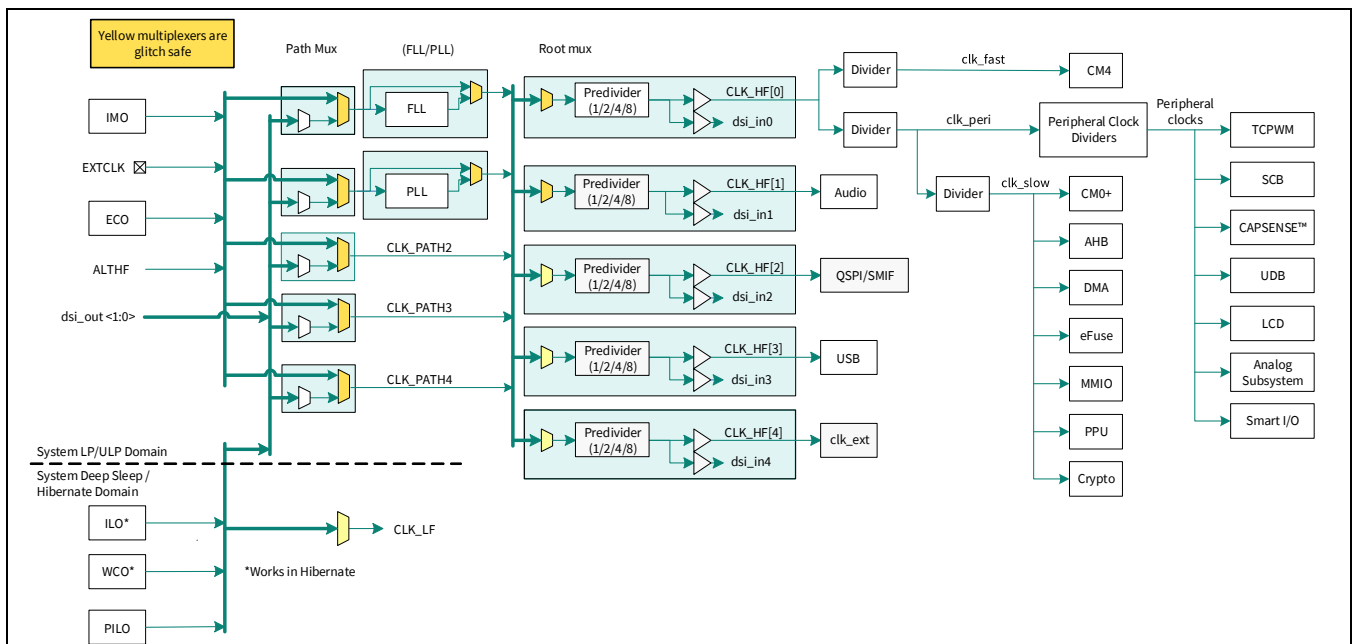 Yellow multiplexers are
glitch safe
Path Mux
(FLL/PLL)
Root mux
IMO
EXTCLK
ECO
ALTHF
dsi_out <1:0>
FLL
PLL
CLK_PATH2
CLK_PATH3
CLK_PATH4
Predivider
(1/2/4/8)
CLK_HF[0]
dsi_in0
Predivider
(1/2/4/8)
CLK_HF[1]
dsi_in1
Audio
Predivider
(1/2/4/8)
CLK_HF[2]
dsi_in2
QSPI/SMIF
Predivider
(1/2/4/8)
CLK_HF[3]
dsi_in3
USB
Predivider
(1/2/4/8)
CLK_HF[4]
dsi_in4
clk_ext
Divider
clk_fast
CM4
Divider
clk_peri
Peripheral Clock
Dividers
Peripheral
clocks
Divider
clk_slow
CM0+
AHB
DMA
eFuse
MMIO
PPU
Crypto
TCPWM
SCB
CAPSENSE™
UDB
LCD
Analog
Subsystem
Smart I/O
System LP/ULP Domain
System Deep Sleep /
Hibernate Domain
ILO*
WCO*
PILO
CLK_LF
*Works in Hibernate